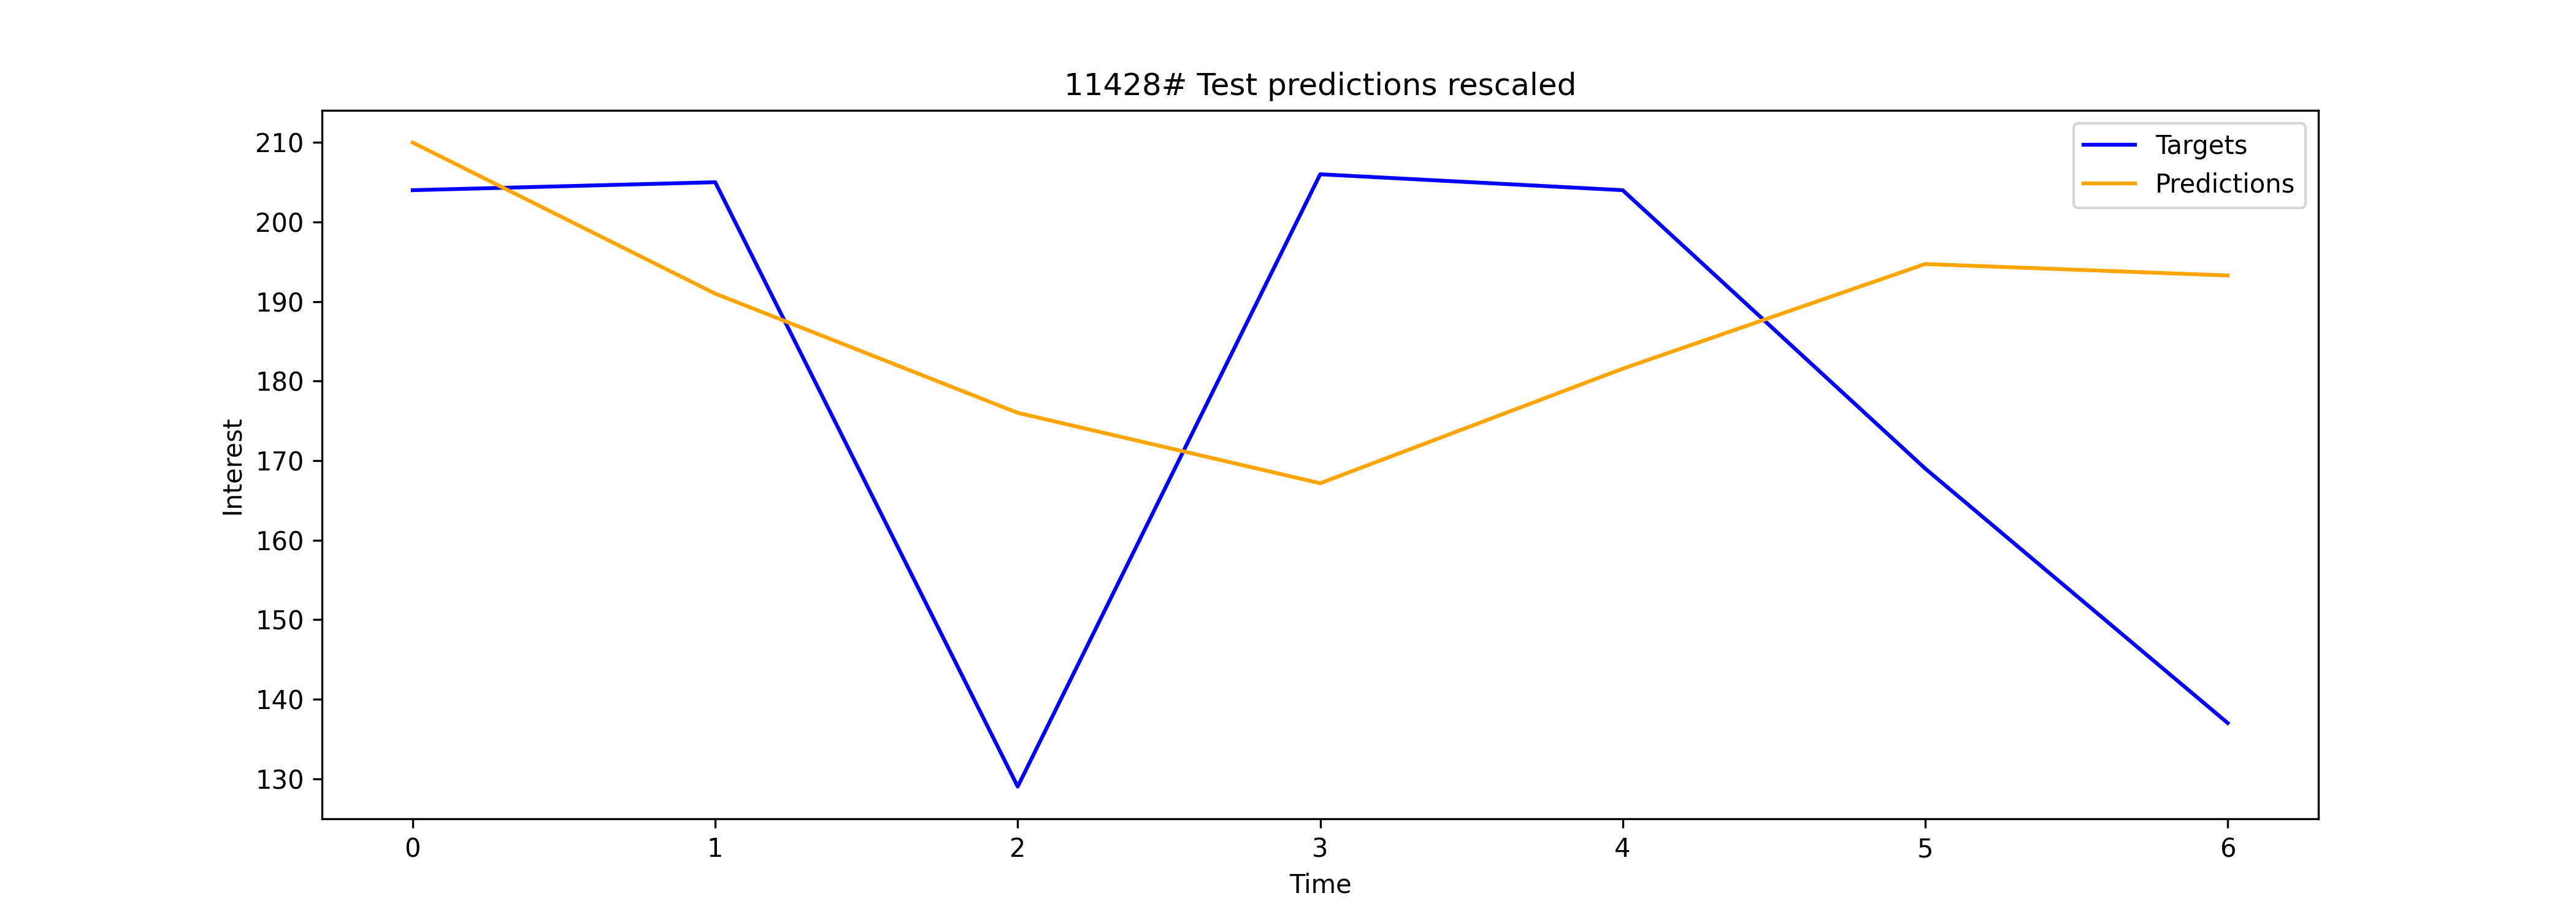 11428# Test predictions rescaled
Targets
Predictions
210
200
190
180
170
160
150
140
130
Interest
0 1 2 3 4 5 6
Time